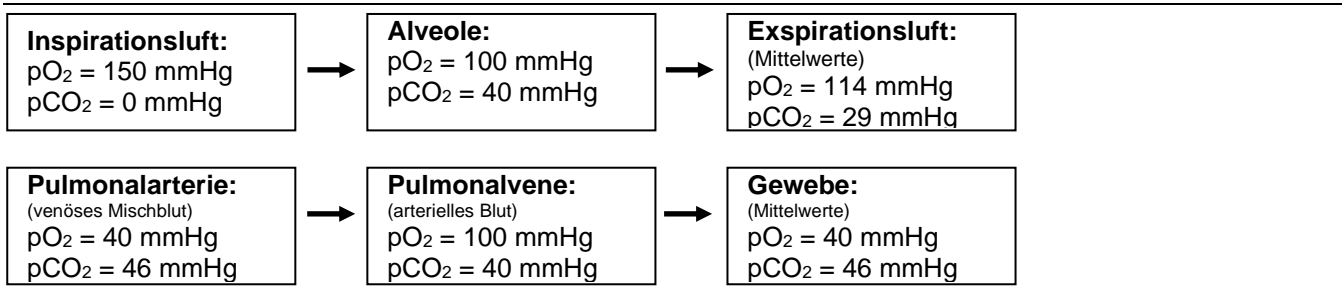 Inspirationsluft:
pO₂ = 150 mmHg
pCO₂ = 0 mmHg
Alveole:
pO₂ = 100 mmHg
pCO₂ = 40 mmHg
Exspirationsluft:
(Mittelwerte)
pO₂ = 114 mmHg
pCO₂ = 29 mmHg
Pulmonalarterie:
(venöses Mischblut)
pO₂ = 40 mmHg
pCO₂ = 46 mmHg
Pulmonalvene:
(arterielles Blut)
pO₂ = 100 mmHg
pCO₂ = 40 mmHg
Gewebe:
(Mittelwerte)
pO₂ = 40 mmHg
pCO₂ = 46 mmHg